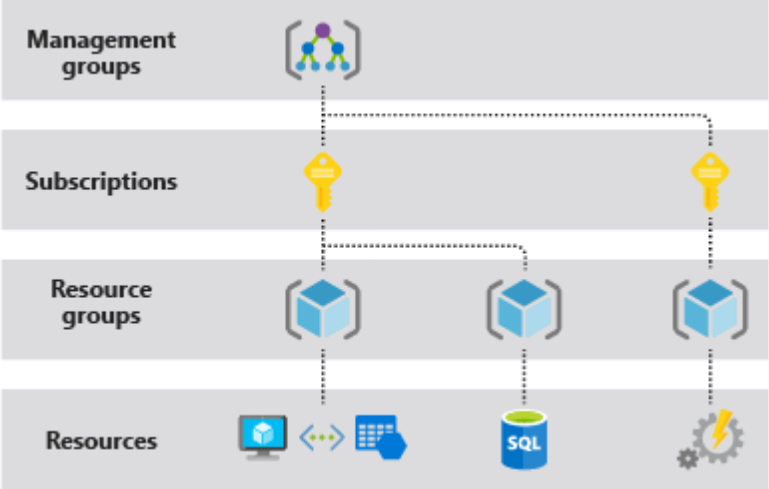 Management
groups
Subscriptions
Resource
groups
Resources
SQL